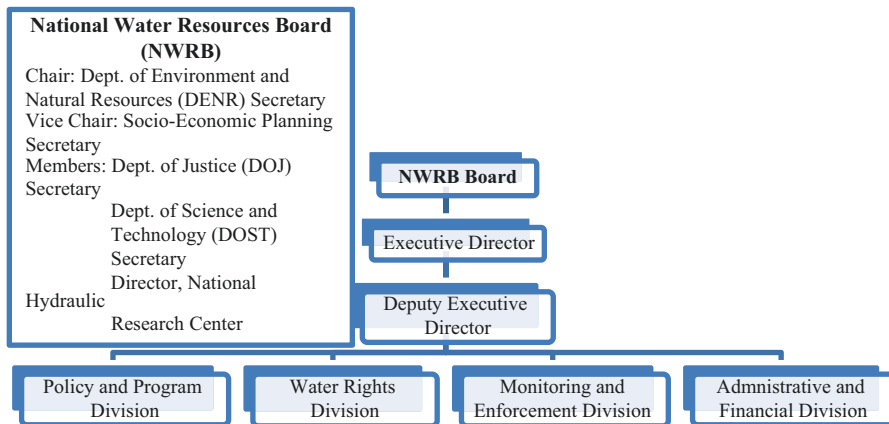 National Water Resources Board
(NWRB)
Chair: Dept. of Environment and
Natural Resources (DENR) Secretary
Vice Chair: Socio-Economic Planning
Secretary
Members: Dept. of Justice (DOJ)
Secretary
Dept. of Science and
Technology (DOST)
Secretary
Director, National
Hydraulic
Research Center
NWRB Board
Executive Director
Deputy Executive
Director
Policy and Program
Division
Water Rights
Division
Monitoring and
Enforcement Division
Admnistrative and
Financial Division